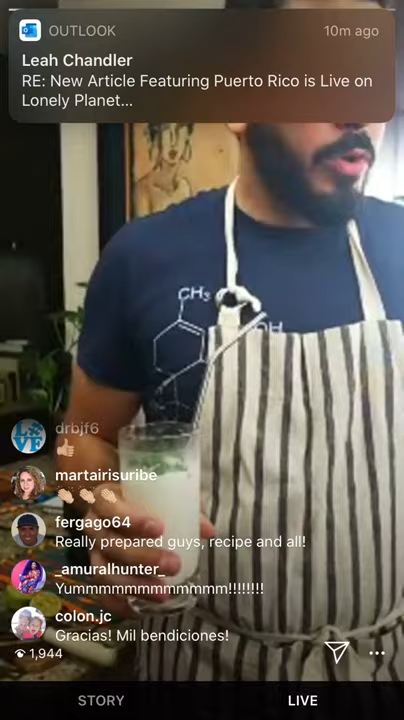 OUTLOOK
10m ago
Leah Chandler
RE: New Article Featuring Puerto Rico is Live on
Lonely Planet...
CH₃
OH
drbjf6
👍🏼
martairisuribe
👏🏼👏🏼👏🏼
fergago64
Really prepared guys, recipe and all!
_amuralhunter_
Yummmmmmmmmmmm!!!!!!!!
colon.jc
Gracias! Mil bendiciones!
1,944
STORY
LIVE